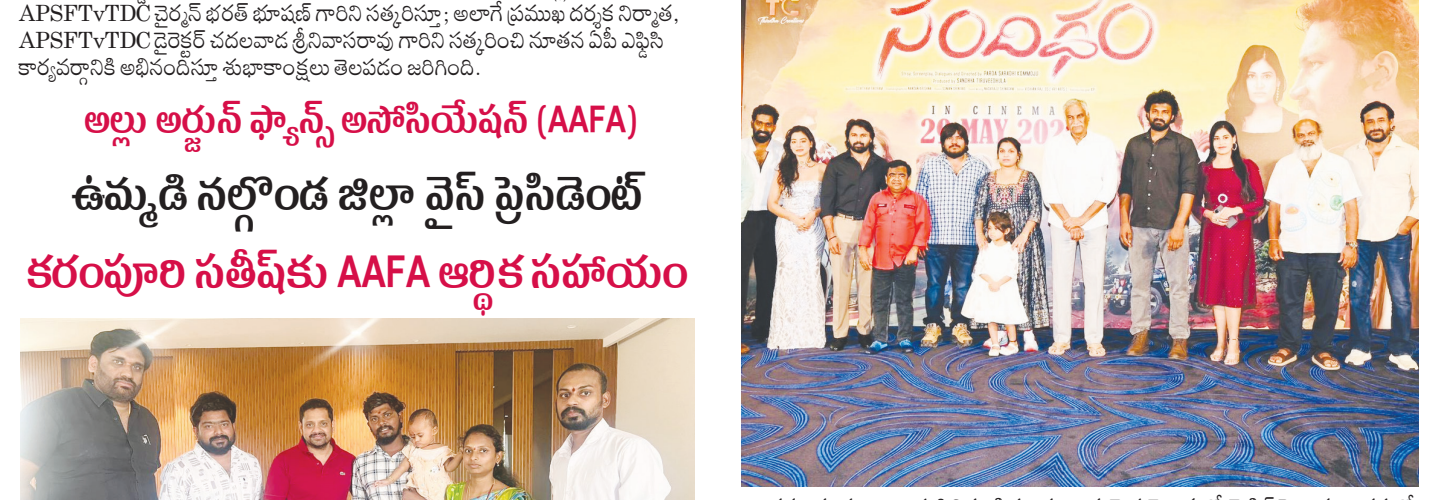 APSFTvTDC చైర్మన్ భరత్ భూషణ్ గారిని సత్కరిస్తూ; అలాగే ప్రముఖ దర్శక నిర్మాత,
APSFTvTDC డైరెక్టర్ చదలవాడ శ్రీనివాసరావు గారిని సత్కరించి నూతన ఏపీ ఎఫ్డిసి
కార్యవర్గానికి అభినందిస్తూ శుభాకాంక్షలు తెలపడం జరిగింది.
అల్లు అర్జున్ ఫ్యాన్స్ అసోసియేషన్ (AAFA)
ఉమ్మడి నల్గొండ జిల్లా వైస్ ప్రెసిడెంట్
కరంపూరి సతీష్‌కు AAFA ఆర్థిక సహాయం
TC
సందిగ్ధం
IN CINEMA
MAY